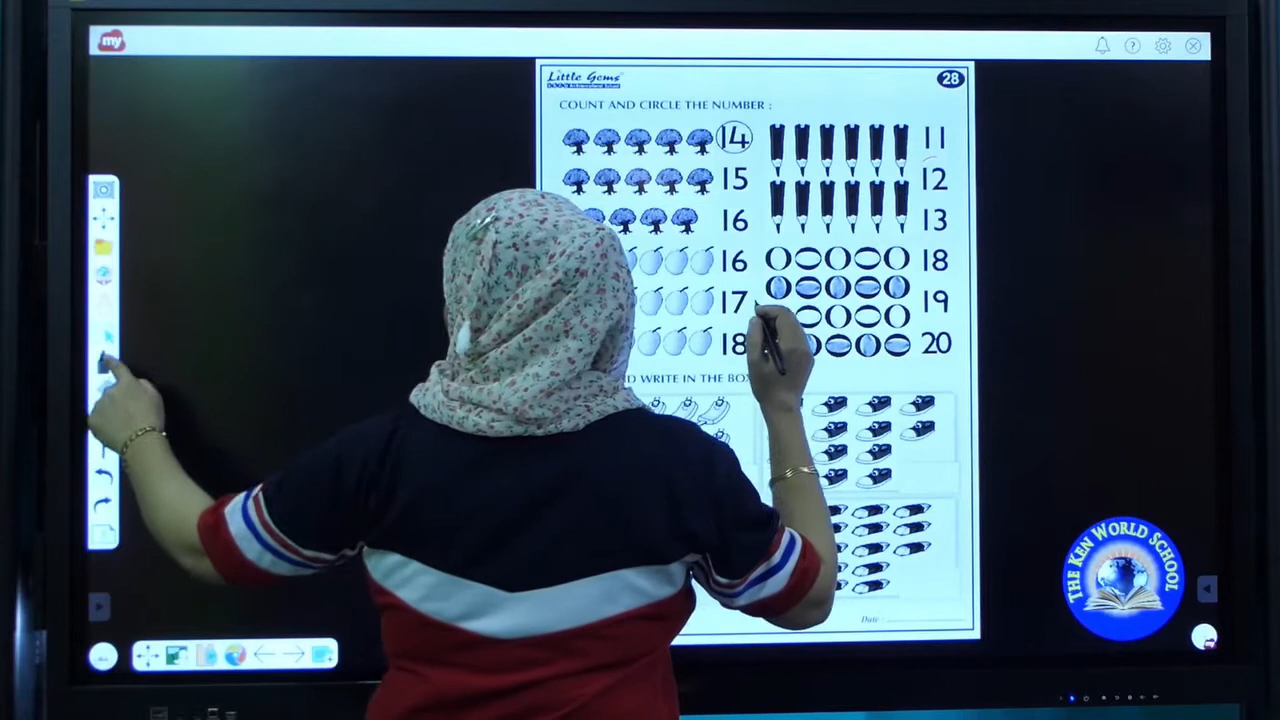 my
Little Gems
28
COUNT AND CIRCLE THE NUMBER :
14
15
16
16
17
18
11
12
13
18
19
20
WRITE IN THE BOX
Date :
THE KEN WORLD SCHOOL